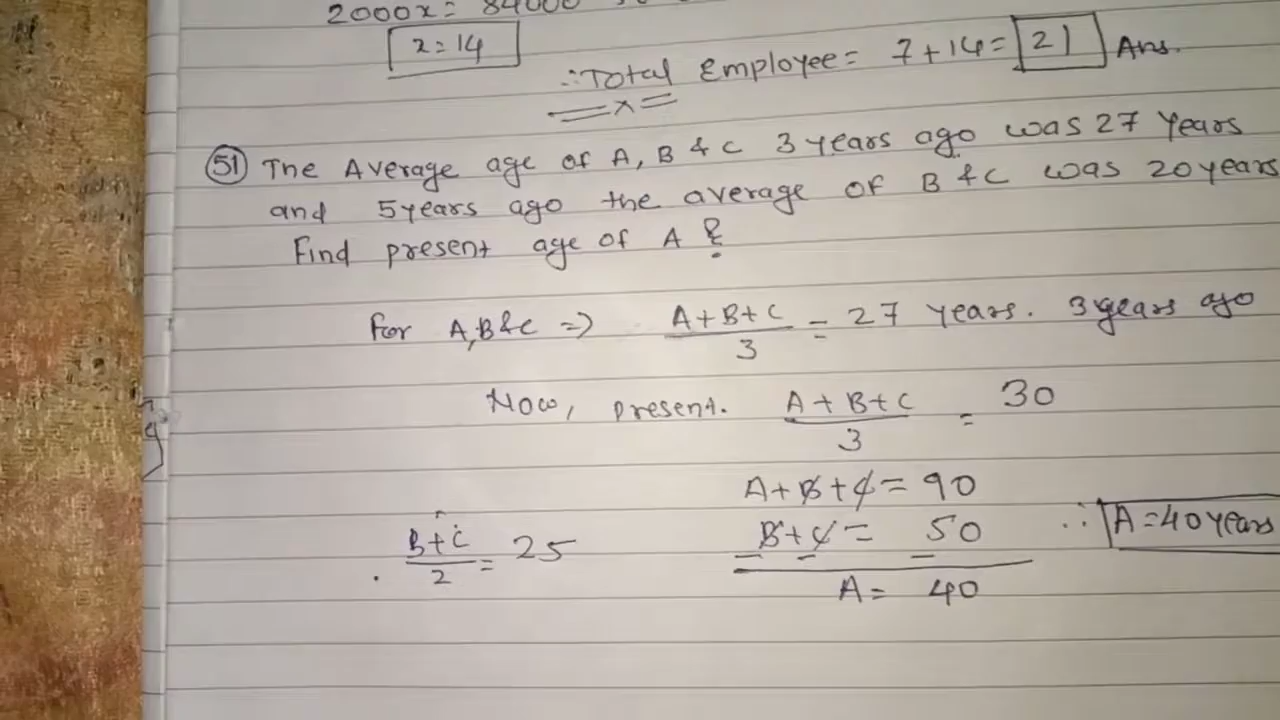 2000x = 84000
x = 14
∴ Total Employee = 7 + 14 = 21 Ans.
= x =
51 The Average age of A, B & C 3 years ago was 27 Years
and 5 years ago the average of B & C was 20 years
Find present age of A ?
For A, B & C => A + B + C / 3 = 27 years. 3 years ago
Now, present. A + B + C / 3 = 30
A + B + C = 90
B + C = 50 ∴ A = 40 years
B + C / 2 = 25
A = 40